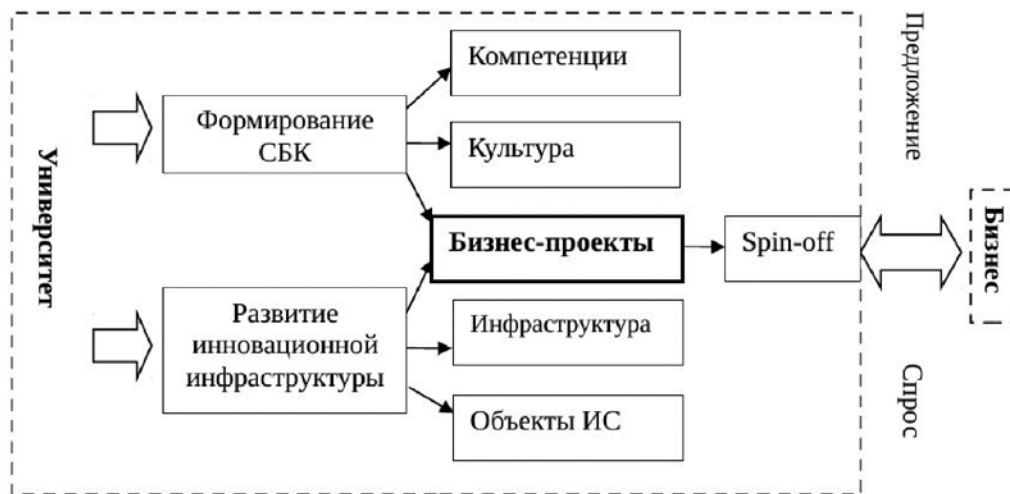 Университет
Формирование
СБК
Развитие
инновационной
инфраструктуры
Компетенции
Культура
Бизнес-проекты
Инфраструктура
Объекты ИС
Spin-off
Предложение
Спрос
Бизнес